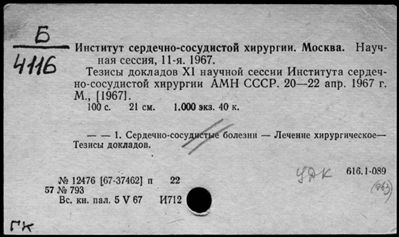 Б
4116
Институт сердечно-сосудистой хирургии. Москва. Науч-
ная сессия, 11-я. 1967.
Тезисы докладов XI научной сессии Института сердеч-
но-сосудистой хирургии АМН СССР. 20—22 апр. 1967 г.
М., [1967].
100 с. 21 см. 1.000 экз. 40 к.
— — 1. Сердечно-сосудистые болезни — Лечение хирургическое—
Тезисы докладов.
УДК 616.1-089
№ 12476 [67-37462] п 22
57 № 793
Вс. кн. пал. 5 V 67 И712
ГК